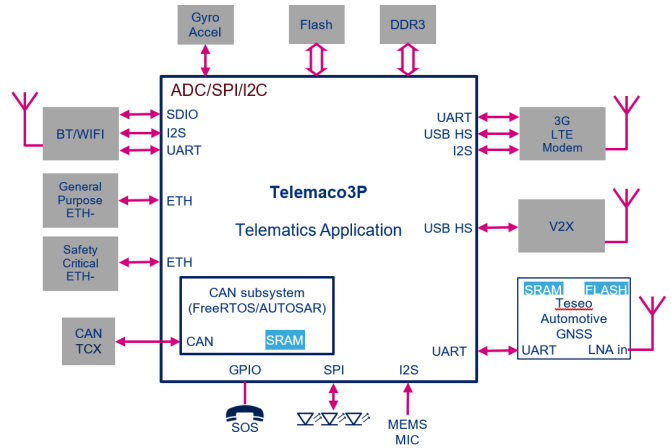 Gyro
Accel
Flash
DDR3
ADC/SPI/I2C
BT/WIFI
SDIO
I2S
UART
UART
USB HS
I2S
3G
LTE
Modem
General
Purpose
ETH-
ETH
Telemaco3P
Telematics Application
USB HS
V2X
Safety
Critical
ETH-
ETH
CAN subsystem
(FreeRTOS/AUTOSAR)
CAN
SRAM
CAN
TCX
SRAM FLASH
Teseo
Automotive
GNSS
UART LNA in
UART
GPIO SPI I2S
SOS
MEMS
MIC